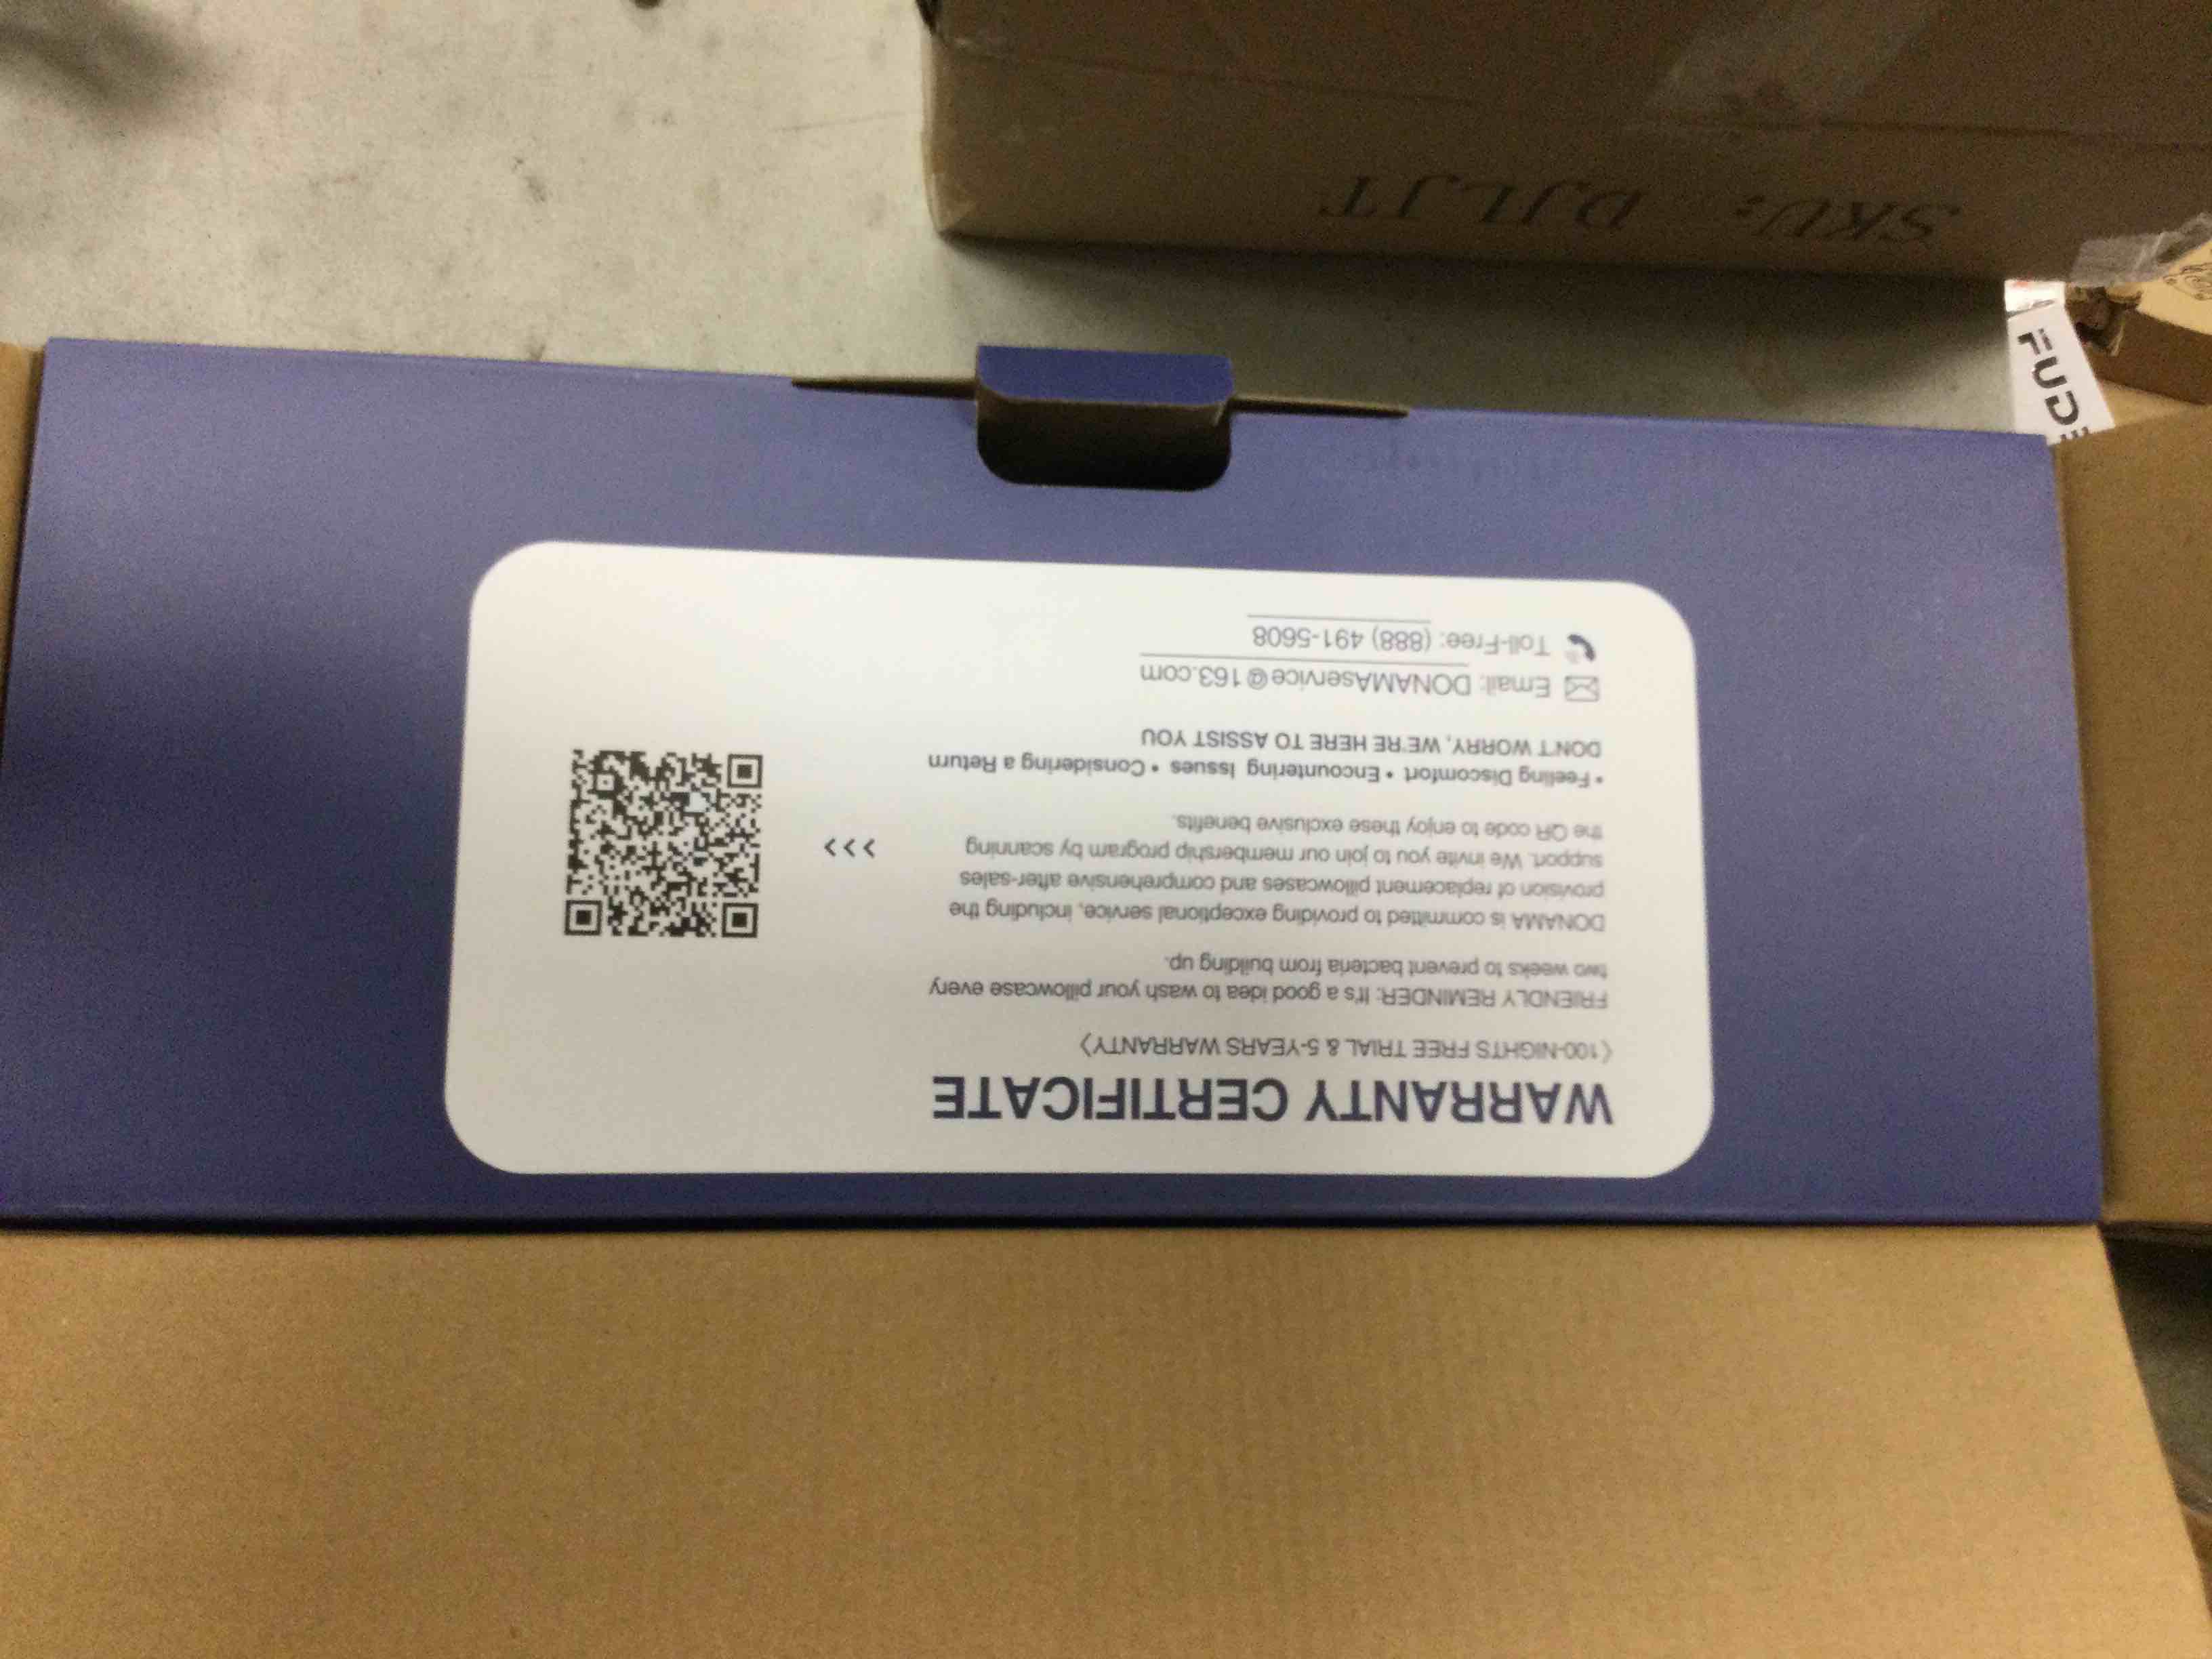 WARRANTY CERTIFICATE
〈100-NIGHTS FREE TRIAL & 5-YEARS WARRANTY〉
FRIENDLY REMINDER: It's a good idea to wash your pillowcase every
two weeks to prevent bacteria from building up.
DONAMA is committed to providing exceptional service, including the
provision of replacement pillowcases and comprehensive after-sales
support. We invite you to join our membership program by scanning
the QR code to enjoy these exclusive benefits.
>>>
• Feeling Discomfort • Encountering Issues • Considering a Return
DON'T WORRY, WE'RE HERE TO ASSIST YOU
Email: DONAMAservice@163.com
Toll-Free: (888) 491-5608
SKU: DJLJT